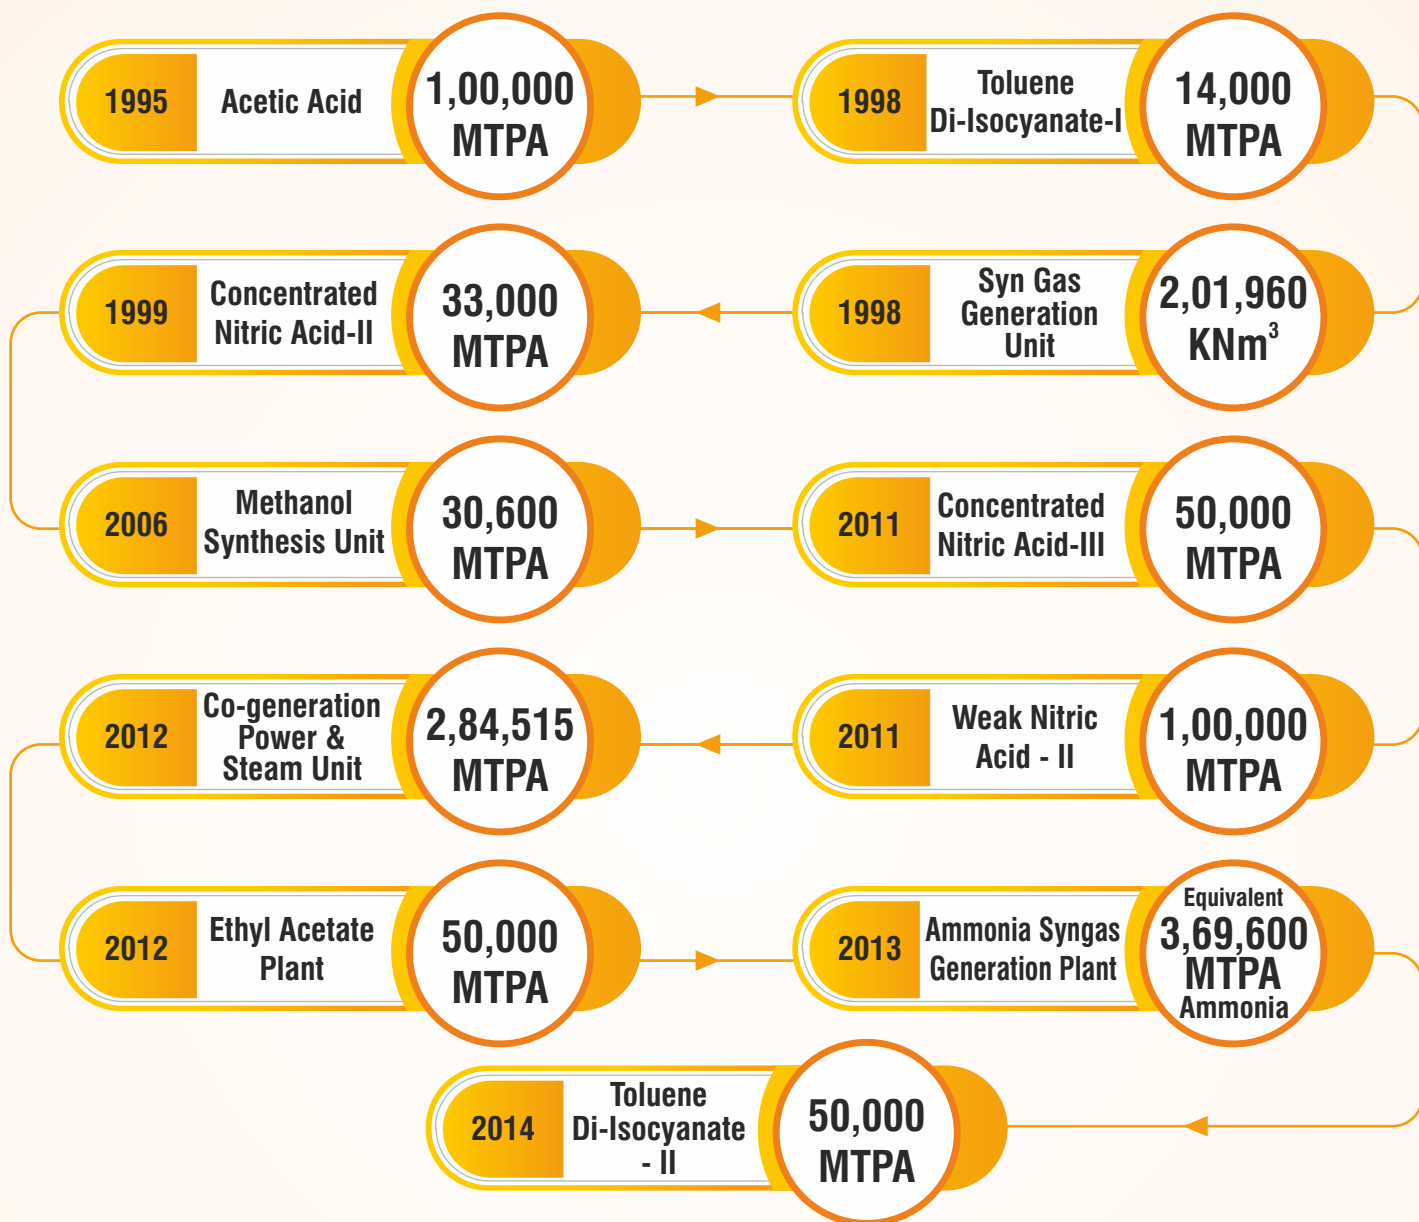 1995
Acetic Acid
1,00,000
MTPA
1998
Toluene
Di-Isocyanate-I
14,000
MTPA
1998
Syn Gas
Generation
Unit
2,01,960
KNm³
1999
Concentrated
Nitric Acid-II
33,000
MTPA
2006
Methanol
Synthesis Unit
30,600
MTPA
2011
Concentrated
Nitric Acid-III
50,000
MTPA
2011
Weak Nitric
Acid - II
1,00,000
MTPA
2012
Co-generation
Power &
Steam Unit
2,84,515
MTPA
2012
Ethyl Acetate
Plant
50,000
MTPA
2013
Ammonia Syngas
Generation Plant
Equivalent
3,69,600
MTPA
Ammonia
2014
Toluene
Di-Isocyanate
- II
50,000
MTPA